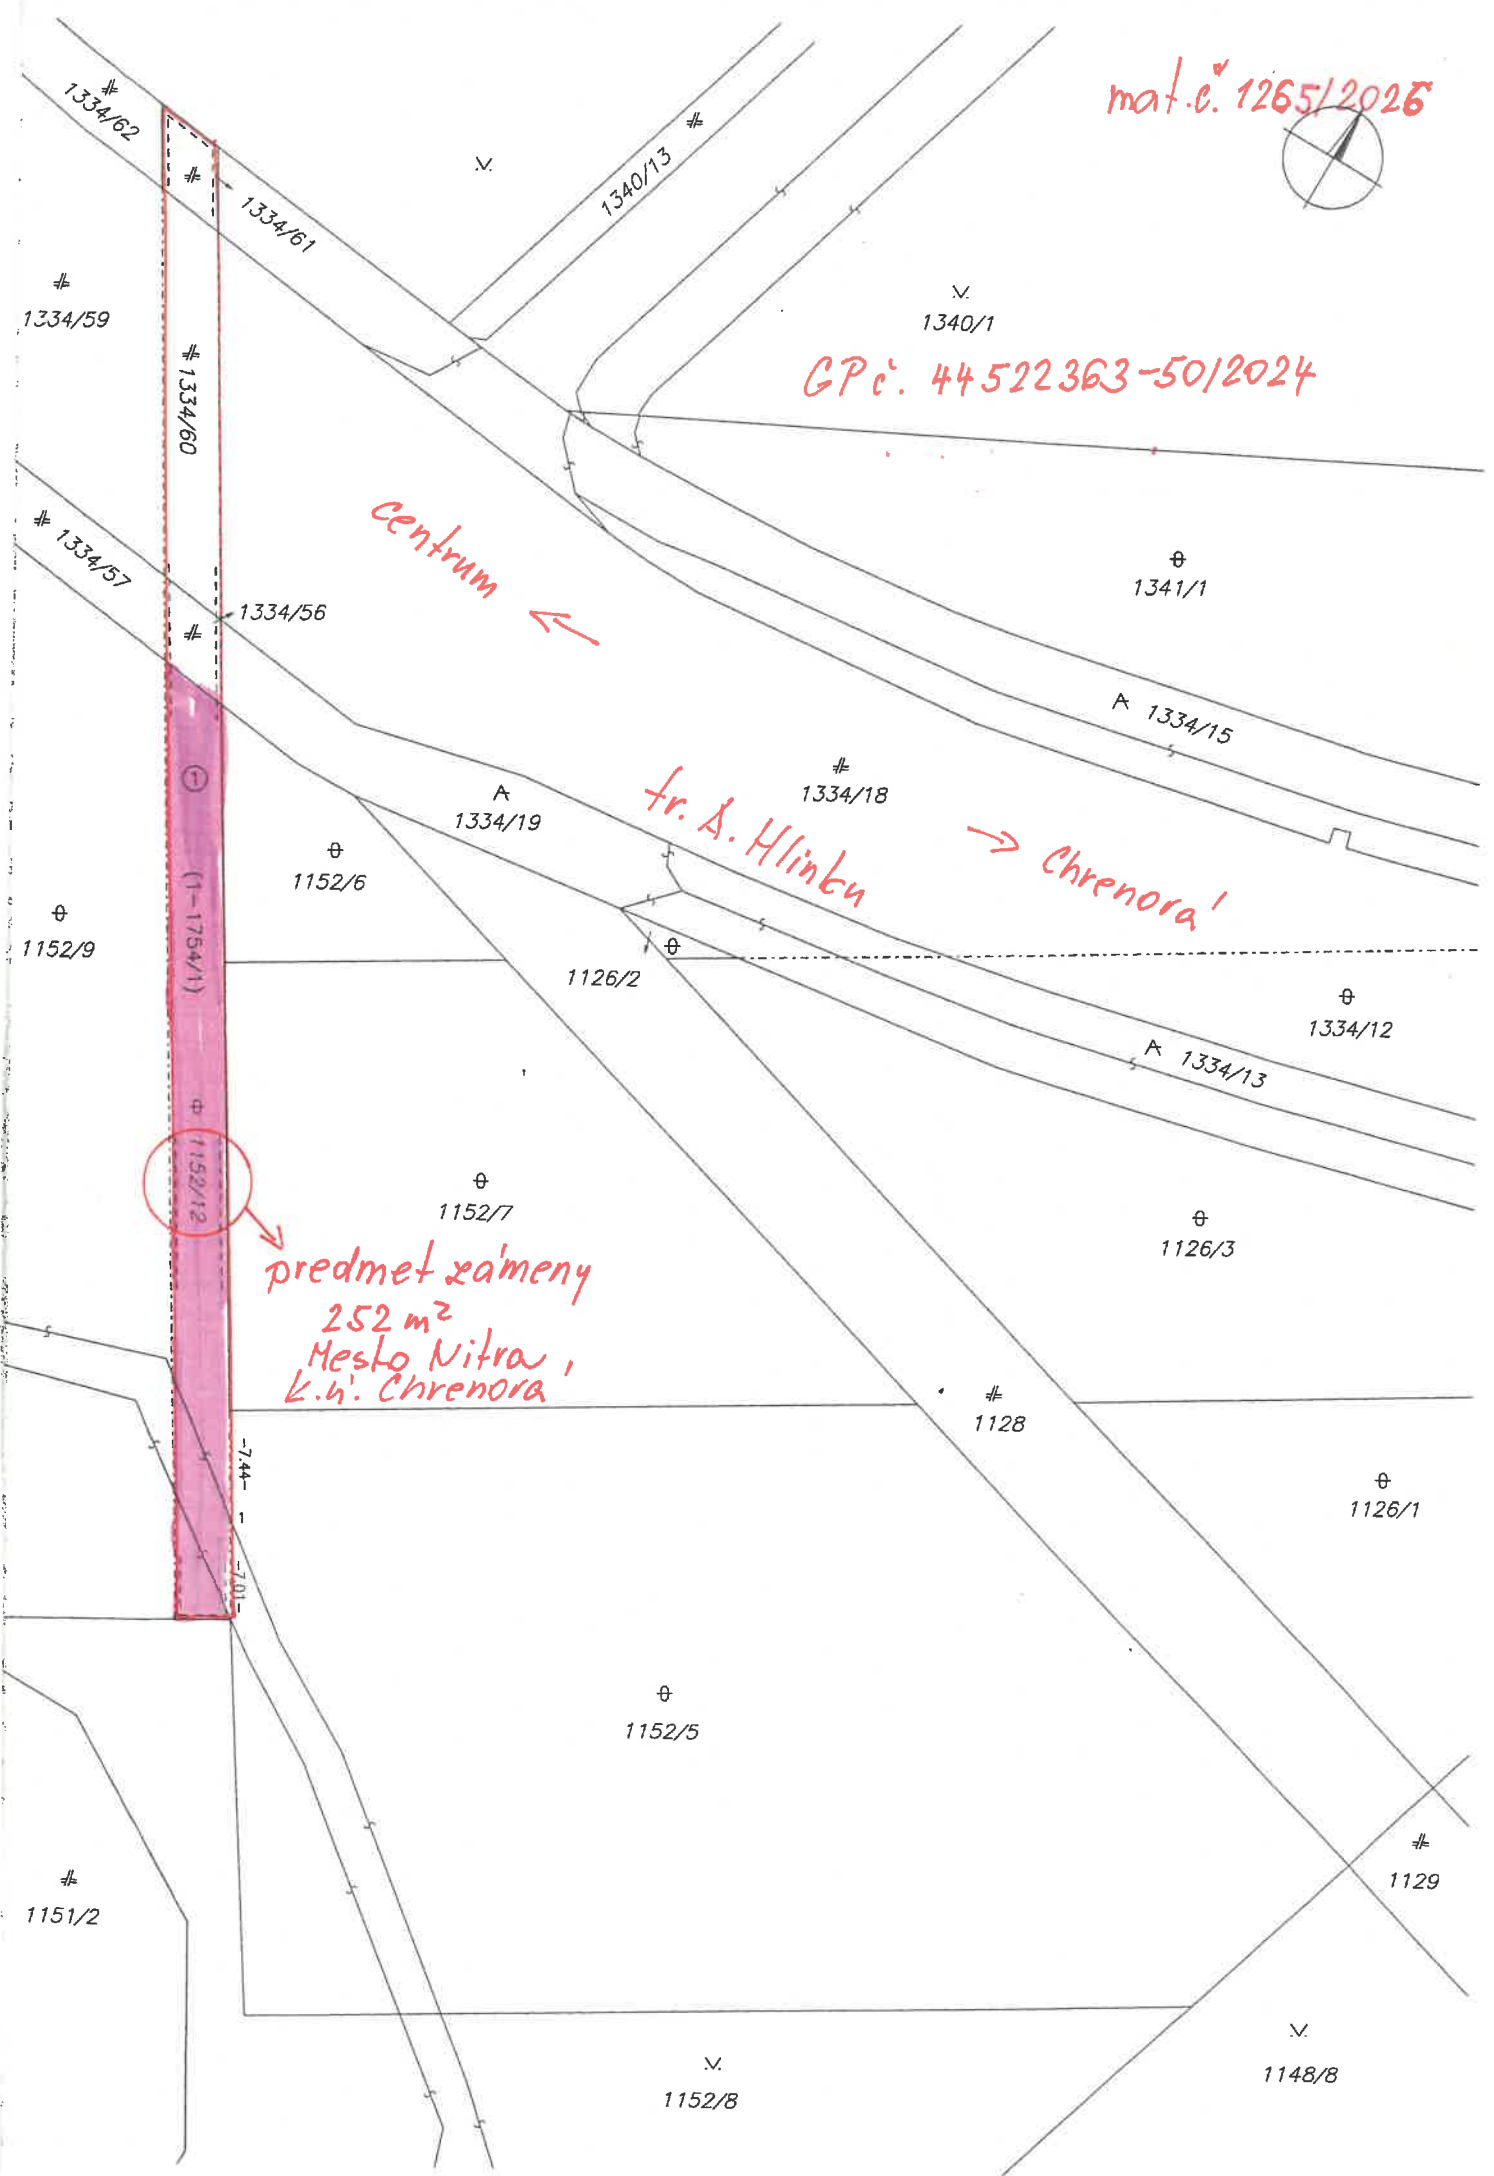 mat.č. 1265/2026
1334/62
1340/13
1334/61
1334/59
1340/1
GP č. 44522363-50/2024
1334/60
centrum
1334/57
1341/1
1334/56
A 1334/15
1334/18
tr. A. Hlinku
Chrenová
A
1334/19
1
1152/6
(1-1754/1)
1152/9
1126/2
1334/12
A 1334/13
1152/12
1152/7
1126/3
predmet zámeny
252 m²
Mesto Nitra,
k.ú. Chrenová
1128
-7.44-
1
-7.01-
1126/1
1152/5
1129
1151/2
1152/8
1148/8